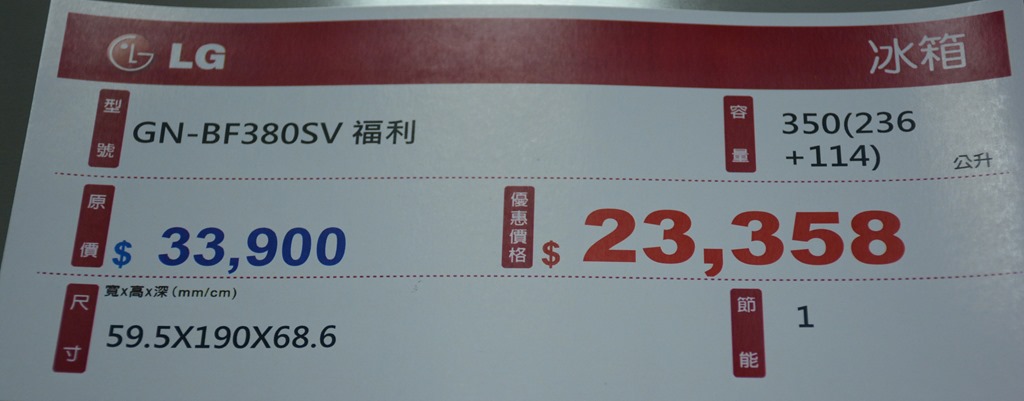 LG 冰箱
型號 GN-BF380SV 福利
容量 350(236
+114) 公升
原價 $ 33,900
優惠價格 $ 23,358
尺寸 寬x高x深(mm/cm)
59.5X190X68.6
節能 1